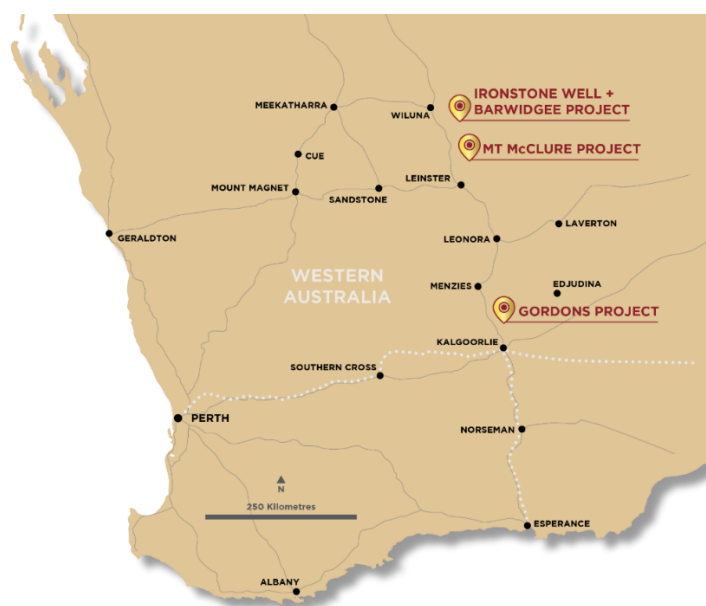 IRONSTONE WELL +
BARWIDGEE PROJECT
MEEKATHARRA
WILUNA
MT McCLURE PROJECT
CUE
LEINSTER
MOUNT MAGNET
SANDSTONE
LAVERTON
GERALDTON
LEONORA
WESTERN
AUSTRALIA
MENZIES
EDJUDINA
GORDONS PROJECT
KALGOORLIE
SOUTHERN CROSS
PERTH
NORSEMAN
N
250 Kilometres
ESPERANCE
ALBANY